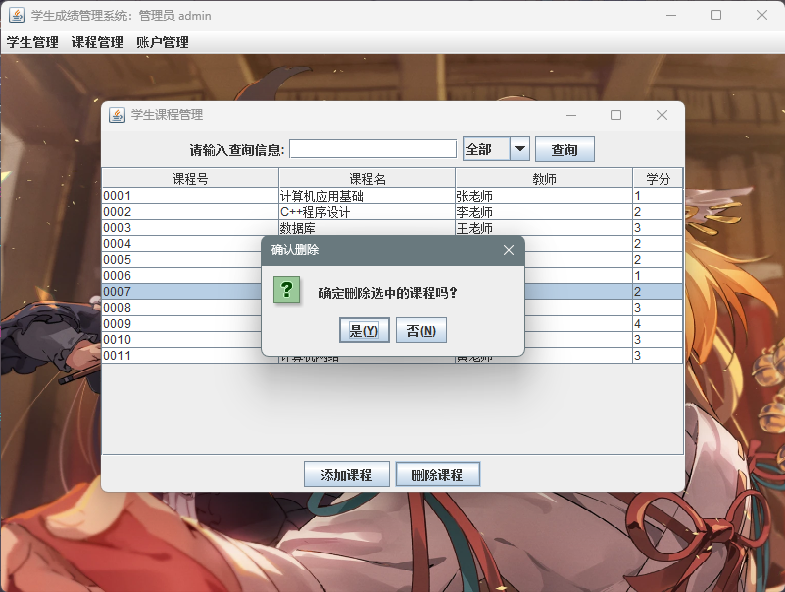 学生成绩管理系统：管理员 admin
学生管理 课程管理 账户管理
学生课程管理
请输入查询信息: 全部 查询
课程号 课程名 教师 学分
0001 计算机应用基础 张老师 1
0002 C++程序设计 李老师 2
0003 数据库 王老师 3
0004 2
0005 2
0006 1
0007 2
0008 3
0009 4
0010 3
0011 计算机网络 黄老师 3
确认删除
?
确定删除选中的课程吗?
是(Y) 否(N)
添加课程 删除课程